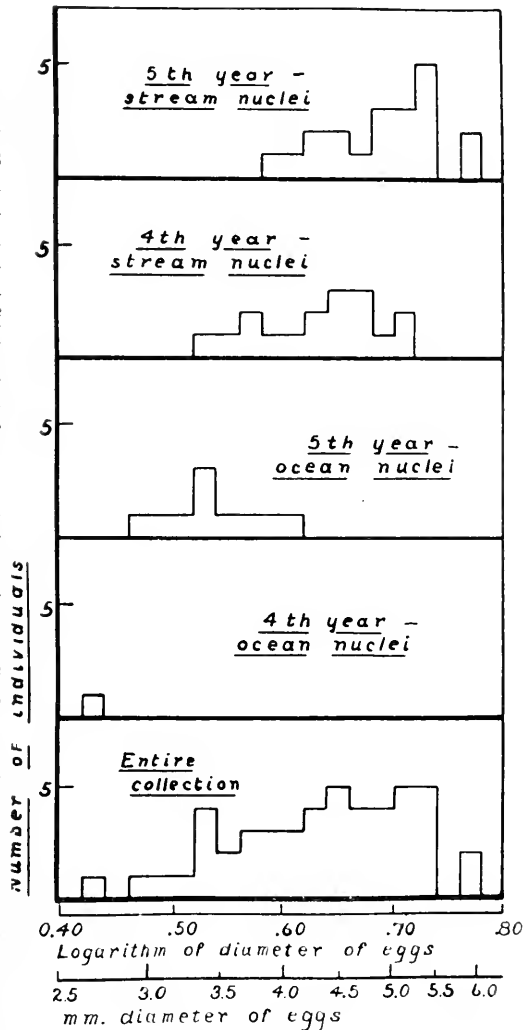 5
5th year -
stream nuclei
5
4th year -
stream nuclei
5
5th year -
ocean nuclei
5
4th year -
ocean nuclei
Number of individuals
5
Entire
collection
0.40 .50 .60 .70 .80
Logarithm of diameter of eggs
2.5 3.0 3.5 4.0 4.5 5.0 5.5 6.0
mm. diameter of eggs